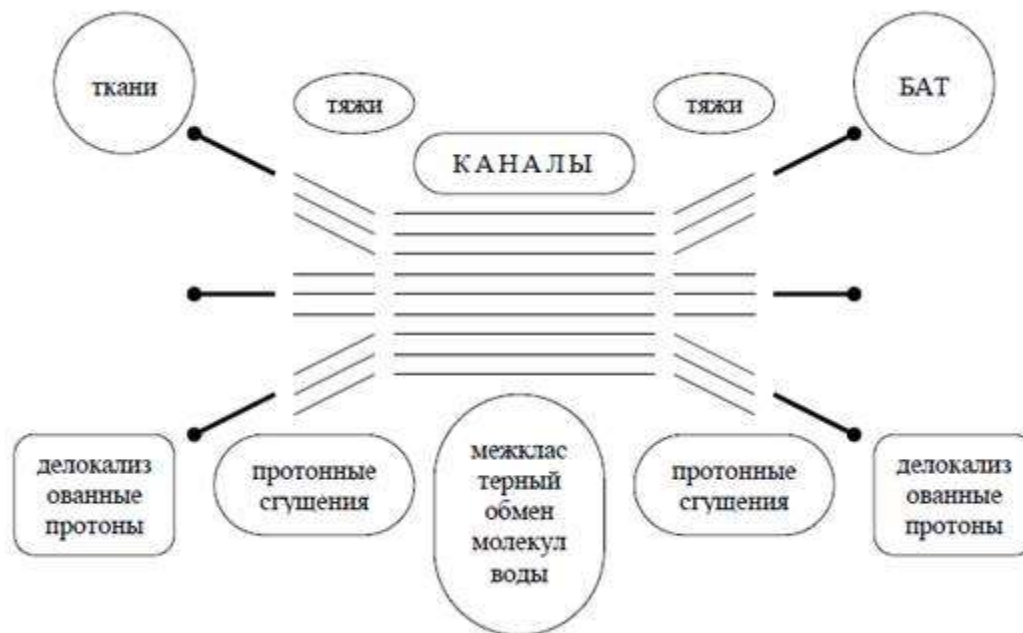 ткани
тяжи
тяжи
БАТ
КАНАЛЫ
делокализ
ованные
протоны
протонные
сгущения
межклас
терный
обмен
молекул
воды
протонные
сгущения
делокализ
ованные
протоны